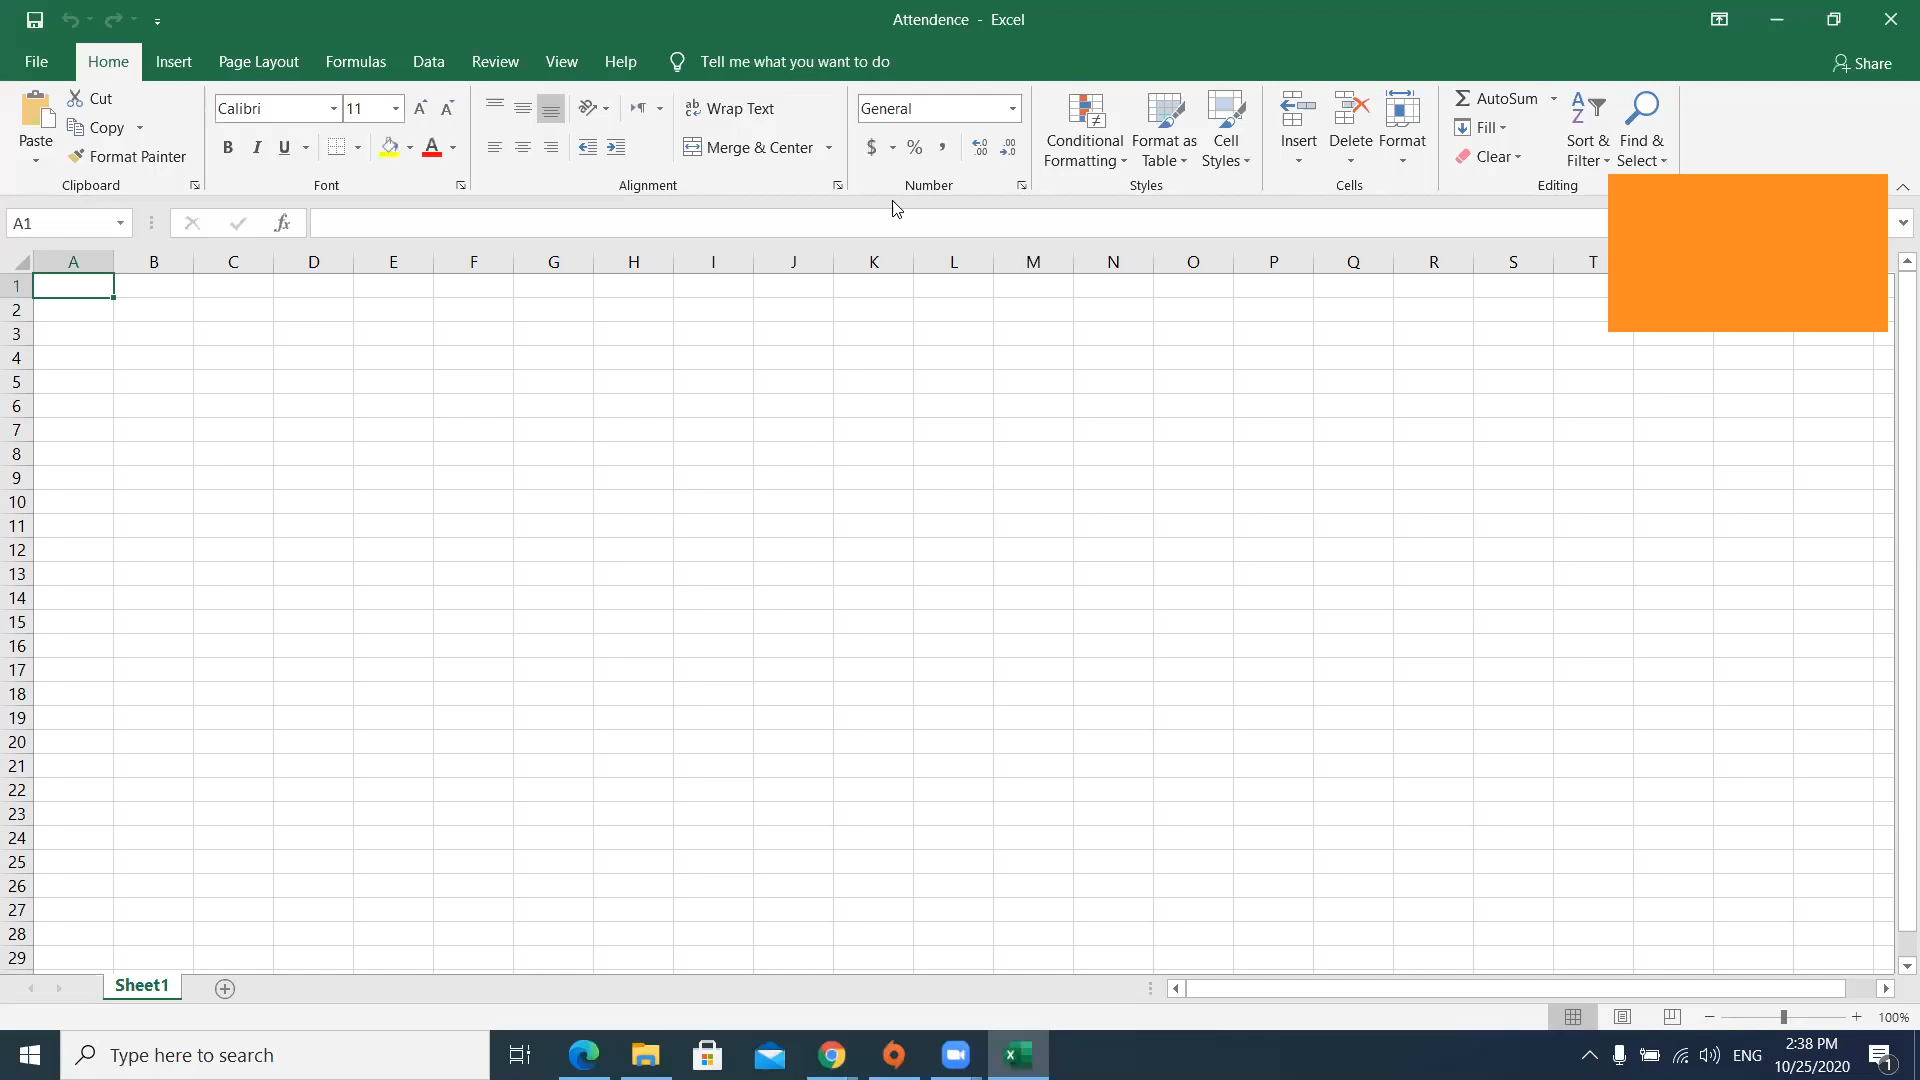 Attendence - Excel
File Home Insert Page Layout Formulas Data Review View Help Tell me what you want to do Share
Paste
Cut
Copy
Format Painter
Clipboard
Calibri 11
B I U
Font
Wrap Text
Merge & Center
Alignment
General
$ % ,
Number
Conditional Formatting
Format as Table
Cell Styles
Styles
Insert
Delete
Format
Cells
AutoSum
Fill
Clear
Sort & Filter
Find & Select
Editing
A1 fx
A B C D E F G H I J K L M N O P Q R S T
1
2
3
4
5
6
7
8
9
10
11
12
13
14
15
16
17
18
19
20
21
22
23
24
25
26
27
28
29
Sheet1
100%
Type here to search
ENG
2:38 PM
10/25/2020
1